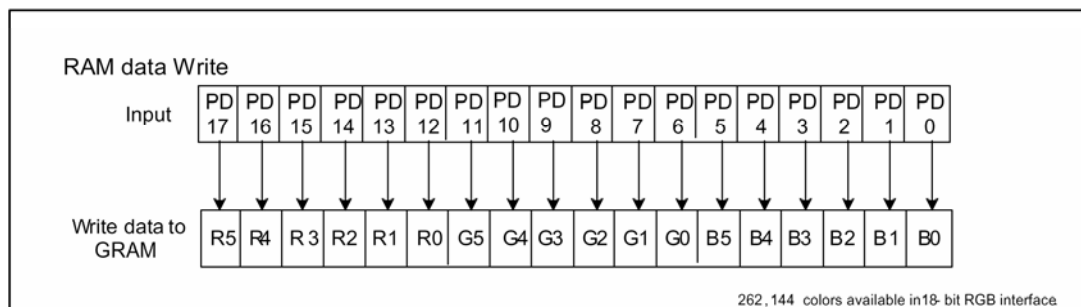 RAM data Write
Input PD PD PD PD PD PD PD PD PD PD PD PD PD PD PD PD PD PD
17 16 15 14 13 12 11 10 9 8 7 6 5 4 3 2 1 0
Write data to
GRAM
R5 R4 R3 R2 R1 R0 G5 G4 G3 G2 G1 G0 B5 B4 B3 B2 B1 B0
262,144 colors available in18-bit RGB interface.